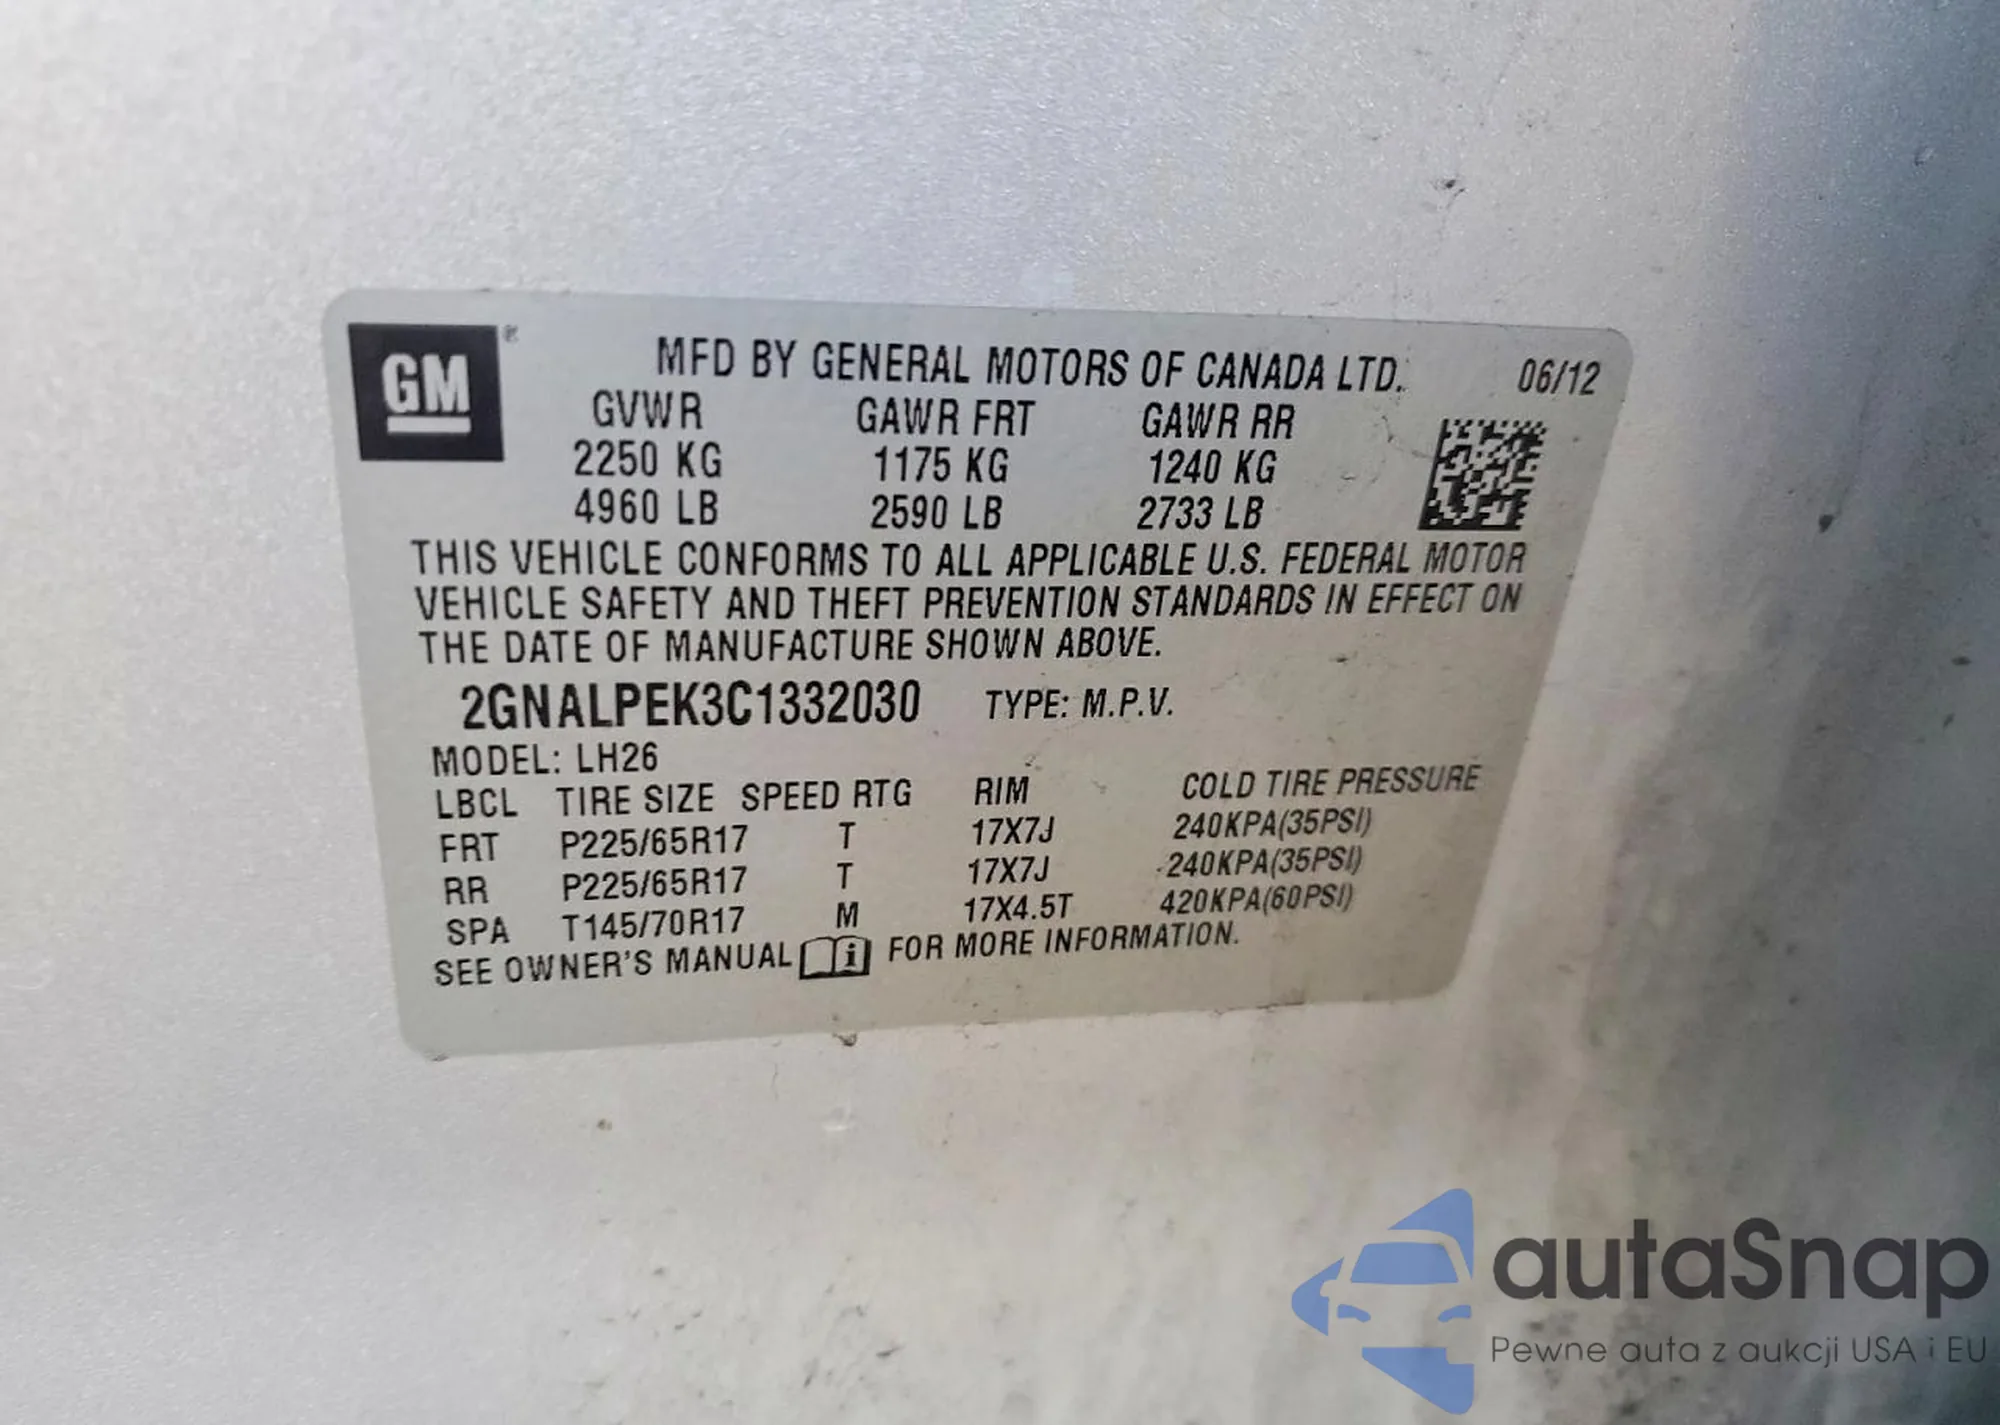 GM ®
MFD BY GENERAL MOTORS OF CANADA LTD. 06/12
GVWR GAWR FRT GAWR RR
2250 KG 1175 KG 1240 KG
4960 LB 2590 LB 2733 LB
THIS VEHICLE CONFORMS TO ALL APPLICABLE U.S. FEDERAL MOTOR
VEHICLE SAFETY AND THEFT PREVENTION STANDARDS IN EFFECT ON
THE DATE OF MANUFACTURE SHOWN ABOVE.
2GNALPEK3C1332030 TYPE: M.P.V.
MODEL: LH26
LBCL TIRE SIZE SPEED RTG RIM COLD TIRE PRESSURE
FRT P225/65R17 T 17X7J 240KPA(35PSI)
RR P225/65R17 T 17X7J 240KPA(35PSI)
SPA T145/70R17 M 17X4.5T 420KPA(60PSI)
SEE OWNER'S MANUAL i FOR MORE INFORMATION.
autaSnap
Pewne auta z aukcji USA i EU